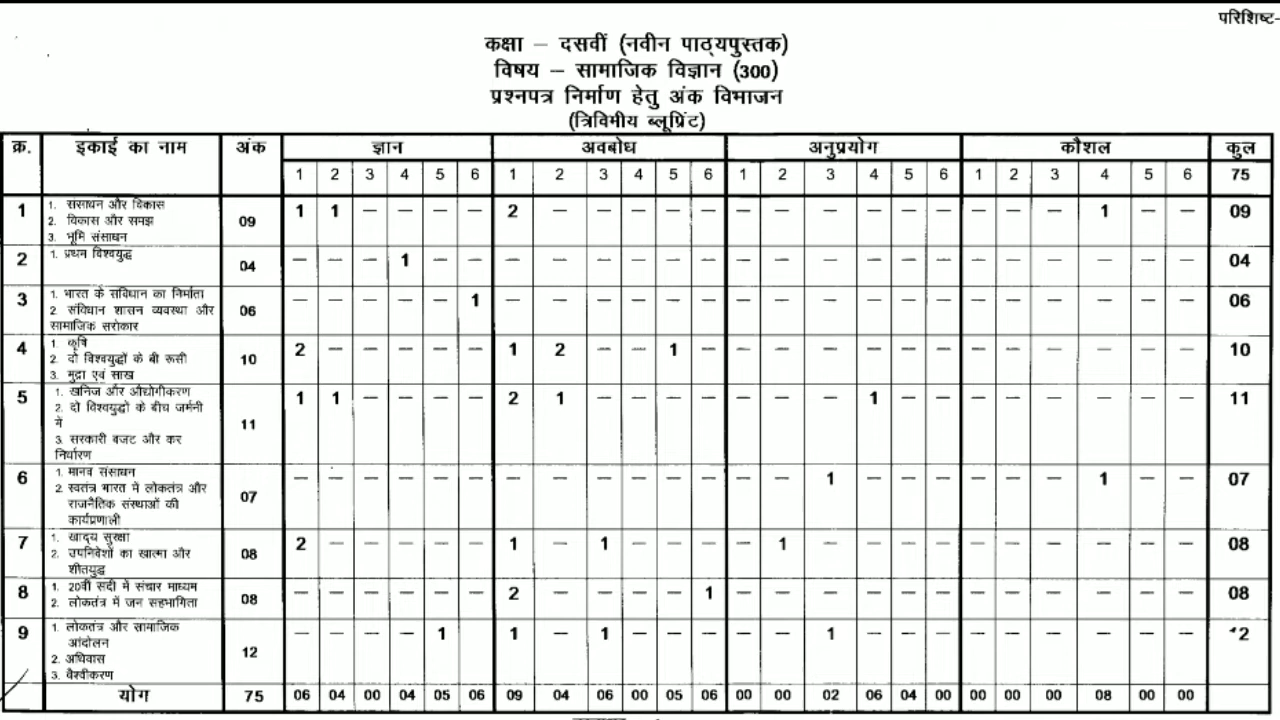 परिशिष्ट-
कक्षा – दसवीं (नवीन पाठ्यपुस्तक)
विषय – सामाजिक विज्ञान (300)
प्रश्नपत्र निर्माण हेतु अंक विभाजन
(त्रिविमीय ब्लूप्रिंट)
क्र. इकाई का नाम अंक ज्ञान अवबोध अनुप्रयोग कौशल कुल
1 2 3 4 5 6 1 2 3 4 5 6 1 2 3 4 5 6 1 2 3 4 5 6 75
1 1. संसाधन और विकास 09 1 1 – – – – 2 – – – – – – – – – – – – – – 1 – – 09
2. विकास और समझ
3. भूमि संसाधन
2 1. प्रथम विश्वयुद्ध 04 – – – 1 – – – – – – – – – – – – – – – – – – – – 04
3 1. भारत के संविधान का निर्माता 06 – – – – – 1 – – – – – – – – – – – – – – – – – – 06
2. संविधान शासन व्यवस्था और
सामाजिक सरोकार
4 1. कृषि 10 2 – – – – – 1 2 – – 1 – – – – – – – – – – – – – 10
2. दो विश्वयुद्धों के बी रूसी
3. मुद्रा एवं साख
5 1. खनिज और औद्योगीकरण 11 1 1 – – – – 2 1 – – – – – – – 1 – – – – – – – – 11
2. दो विश्वयुद्धों के बीच जर्मनी
में
3. सरकारी बजट और कर
निर्धारण
6 1. मानव संसाधन 07 – – – – – – – – – – – – – – 1 – – – – – – 1 – – 07
2. स्वतंत्र भारत में लोकतंत्र और
राजनैतिक संस्थाओं की
कार्यप्रणाली
7 1. खाद्य सुरक्षा 08 2 – – – – – 1 – 1 – – – – 1 – – – – – – – – – – 08
2. उपनिवेशों का खात्मा और
शीतयुद्ध
8 1. 20वीं सदी में संचार माध्यम 08 – – – – – – 2 – – – – 1 – – – – – – – – – – – – 08
2. लोकतंत्र में जन सहभागिता
9 1. लोकतंत्र और सामाजिक 12 – – – – 1 – 1 – 1 – – – – – 1 – – – – – – – – – 12
आंदोलन
2. अधिवास
3. वैश्वीकरण
योग 75 06 04 00 04 05 06 09 04 06 00 05 06 00 00 02 06 04 00 00 00 00 08 00 00